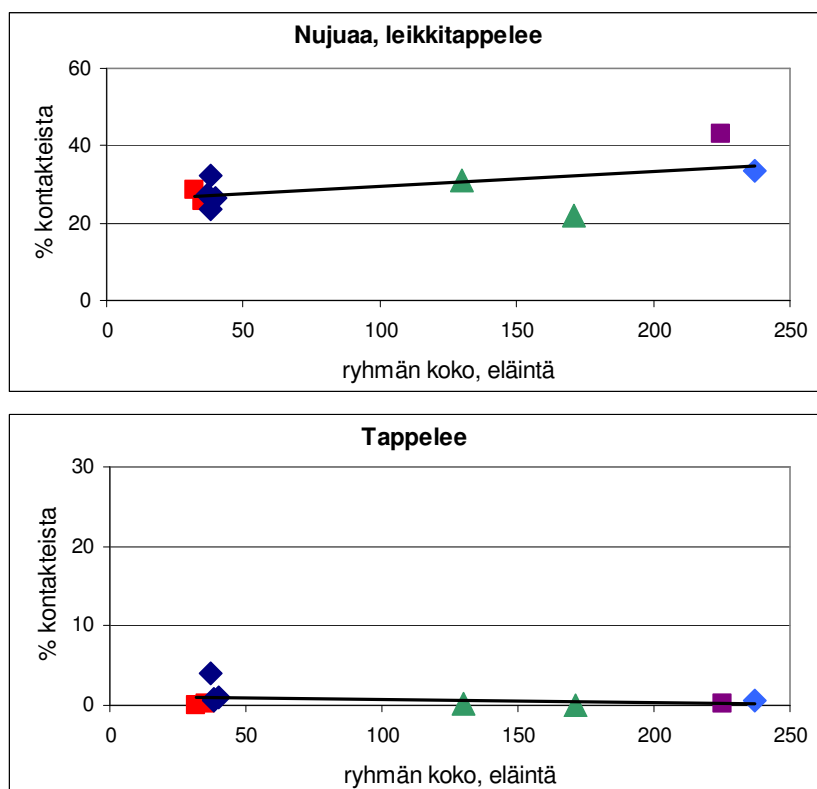 Nujuaa, leikkitappelee
60
40
20
0
% kontakteista
0 50 100 150 200 250
ryhmän koko, eläintä
Tappelee
30
20
10
0
% kontakteista
0 50 100 150 200 250
ryhmän koko, eläintä